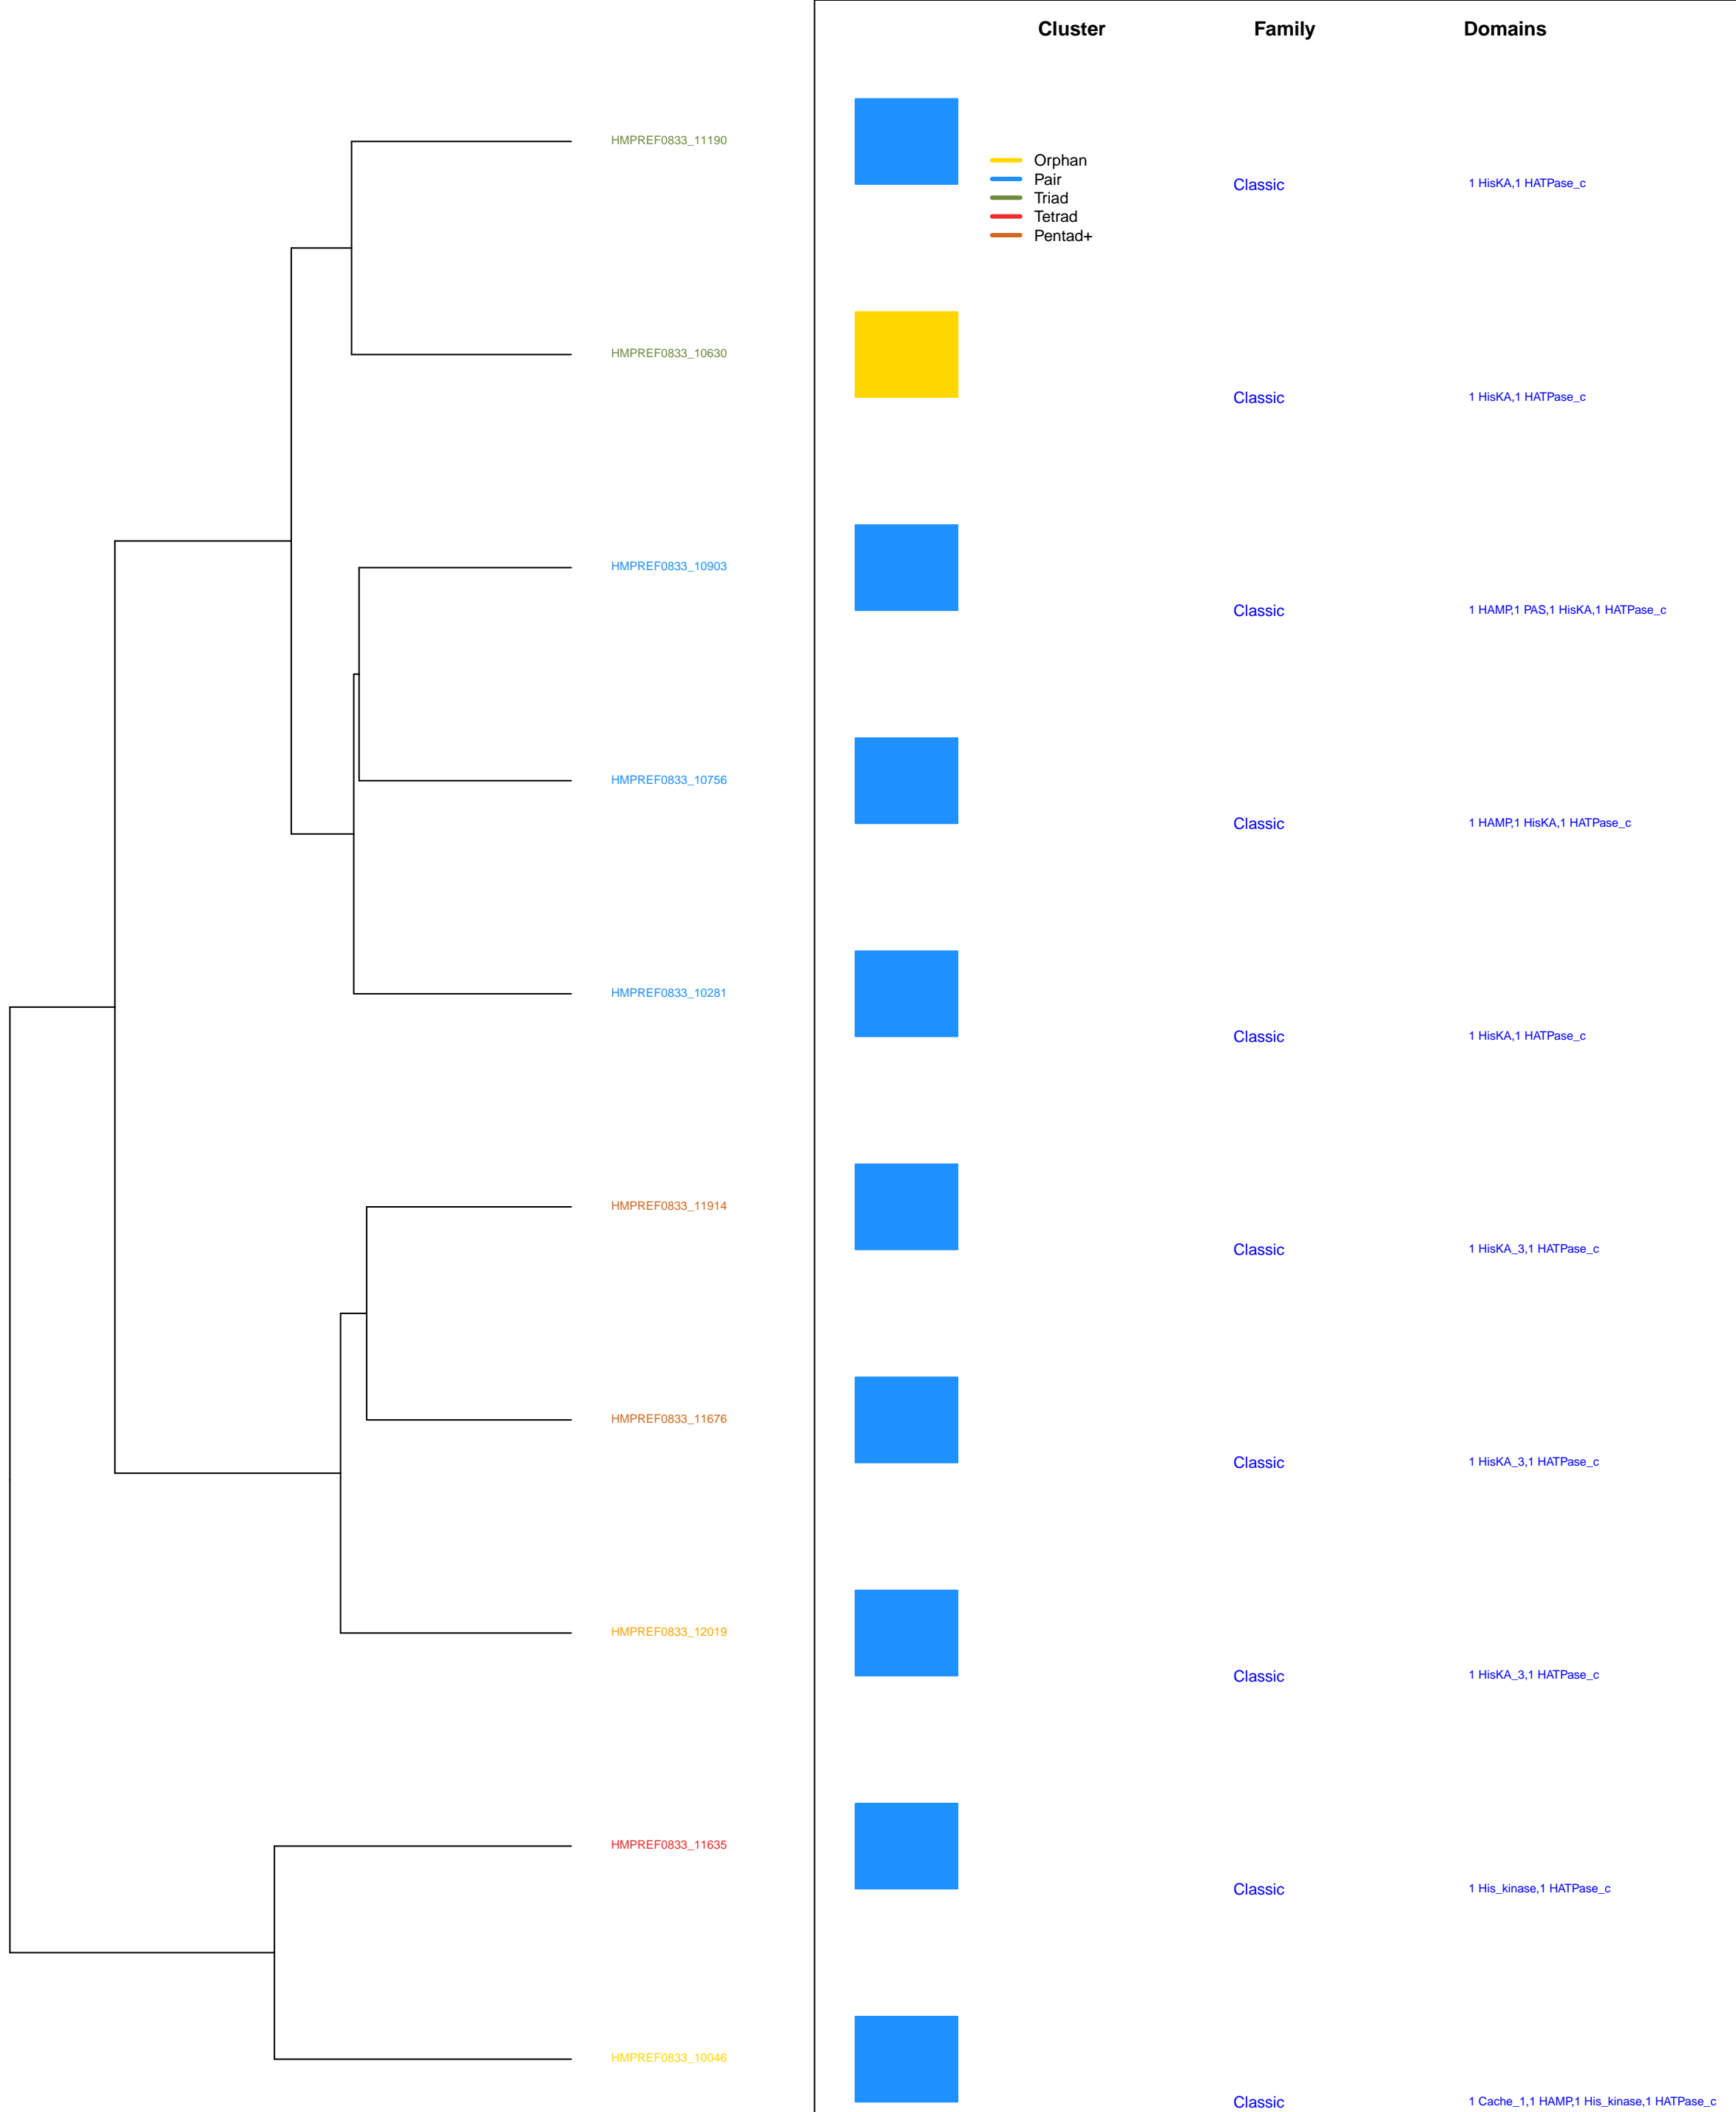 Cluster Family Domains
HMPREF0833_11190
Orphan
Pair
Triad
Tetrad
Pentad+
Classic 1 HisKA,1 HATPase_c
HMPREF0833_10630
Classic 1 HisKA,1 HATPase_c
HMPREF0833_10903
Classic 1 HAMP,1 PAS,1 HisKA,1 HATPase_c
HMPREF0833_10756
Classic 1 HAMP,1 HisKA,1 HATPase_c
HMPREF0833_10281
Classic 1 HisKA,1 HATPase_c
HMPREF0833_11914
Classic 1 HisKA_3,1 HATPase_c
HMPREF0833_11676
Classic 1 HisKA_3,1 HATPase_c
HMPREF0833_12019
Classic 1 HisKA_3,1 HATPase_c
HMPREF0833_11635
Classic 1 His_kinase,1 HATPase_c
HMPREF0833_10046
Classic 1 Cache_1,1 HAMP,1 His_kinase,1 HATPase_c